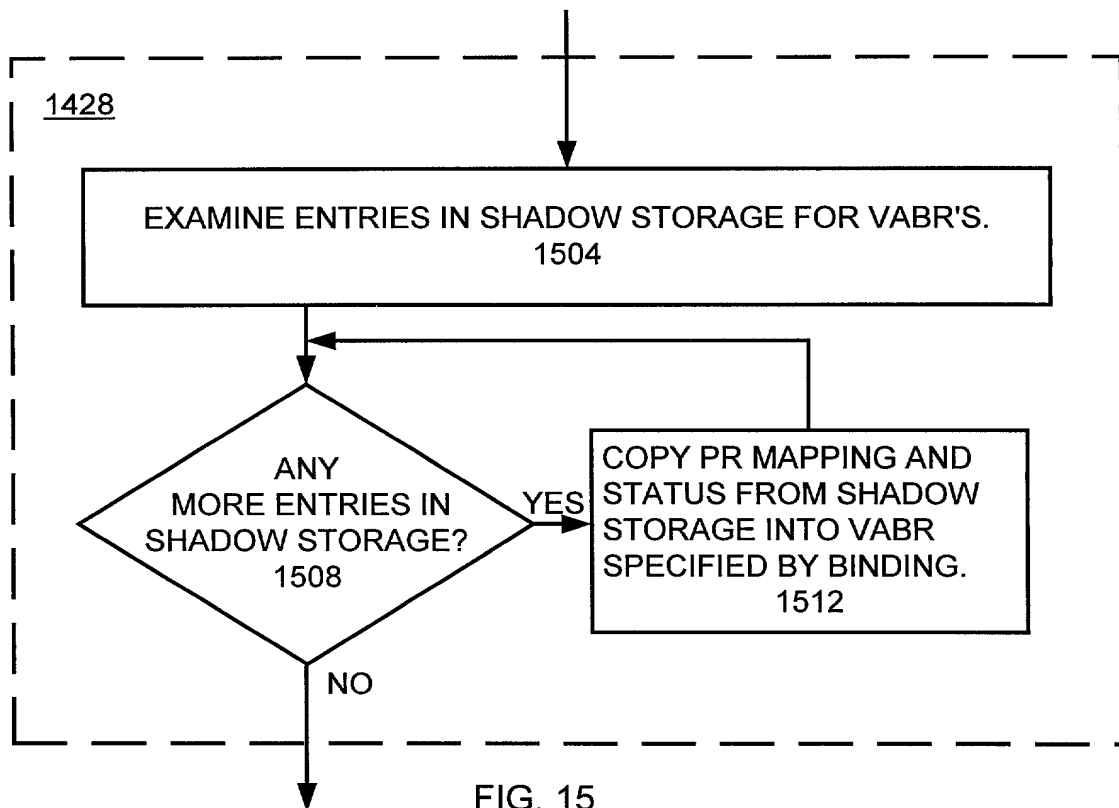 1428
EXAMINE ENTRIES IN SHADOW STORAGE FOR VABR'S.
1504
ANY
MORE ENTRIES IN
SHADOW STORAGE?
1508
YES
COPY PR MAPPING AND
STATUS FROM SHADOW
STORAGE INTO VABR
SPECIFIED BY BINDING.
1512
NO
FIG. 15